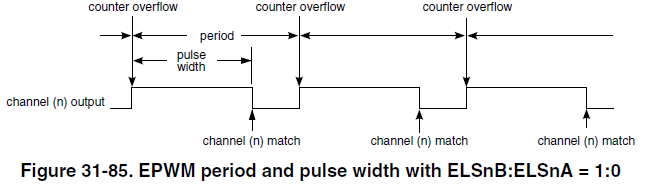 counter overflow counter overflow counter overflow
period
pulse
width
channel (n) output
channel (n) match channel (n) match channel (n) match
Figure 31-85. EPWM period and pulse width with ELSnB:ELSnA = 1:0